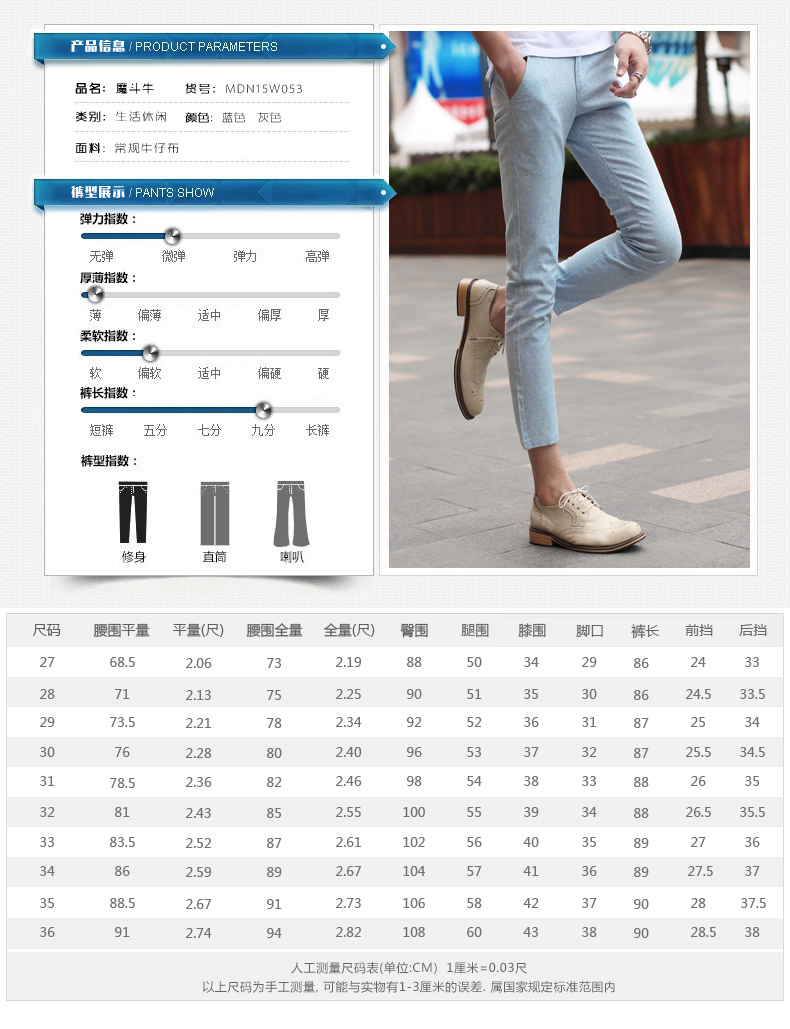 产品信息 / PRODUCT PARAMETERS
品名： 魔斗牛 货号： MDN15W053
类别： 生活休闲 颜色： 蓝色 灰色
面料： 常规牛仔布
裤型展示 / PANTS SHOW
弹力指数：
无弹 微弹 弹力 高弹
厚薄指数：
薄 偏薄 适中 偏厚 厚
柔软指数：
软 偏软 适中 偏硬 硬
裤长指数：
短裤 五分 七分 九分 长裤
裤型指数：
修身 直筒 喇叭
尺码 腰围平量 平量(尺) 腰围全量 全量(尺) 臀围 腿围 膝围 脚口 裤长 前挡 后挡
27 68.5 2.06 73 2.19 88 50 34 29 86 24 33
28 71 2.13 75 2.25 90 51 35 30 86 24.5 33.5
29 73.5 2.21 78 2.34 92 52 36 31 87 25 34
30 76 2.28 80 2.40 96 53 37 32 87 25.5 34.5
31 78.5 2.36 82 2.46 98 54 38 33 88 26 35
32 81 2.43 85 2.55 100 55 39 34 88 26.5 35.5
33 83.5 2.52 87 2.61 102 56 40 35 89 27 36
34 86 2.59 89 2.67 104 57 41 36 89 27.5 37
35 88.5 2.67 91 2.73 106 58 42 37 90 28 37.5
36 91 2.74 94 2.82 108 60 43 38 90 28.5 38
人工测量尺码表(单位:CM) 1厘米=0.03尺
以上尺码为手工测量, 可能与实物有1-3厘米的误差. 属国家规定标准范围内